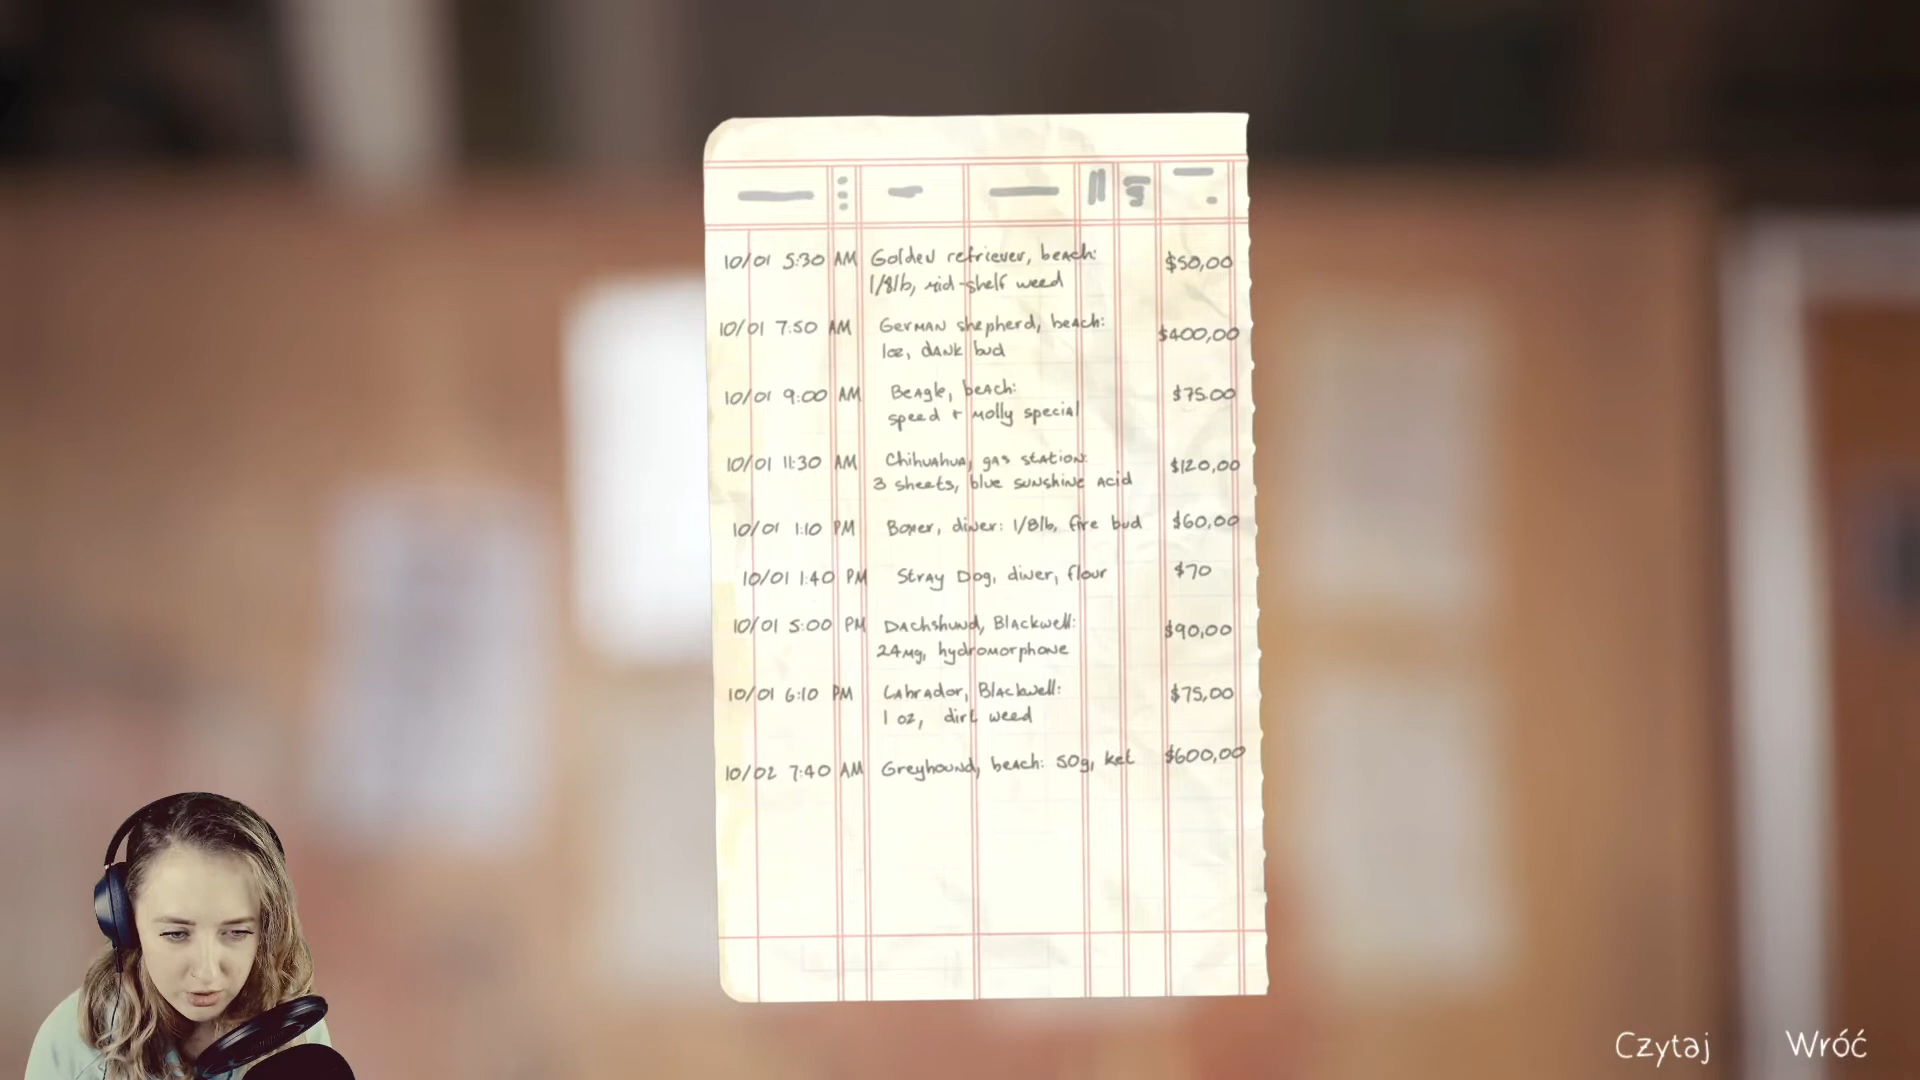 10/01 5:30 AM Golden retriever, beach: $50,00
1/8lb, mid-shelf weed
10/01 7:50 AM German shepherd, beach: $400,00
1oz, dank bud
10/01 9:00 AM Beagle, beach: $75.00
speed + Molly special
10/01 11:30 AM Chihuahua, gas station: $120,00
3 sheets, blue sunshine acid
10/01 1:10 PM Boxer, diner: 1/8lb, fire bud $60,00
10/01 1:40 PM Stray Dog, diner, flour $70
10/01 5:00 PM Dachshund, Blackwell: $90,00
24mg, hydromorphone
10/01 6:10 PM Labrador, Blackwell: $75,00
1 oz, dirt weed
10/02 7:40 AM Greyhound, beach: 50g, ket $600,00
Czytaj Wróć